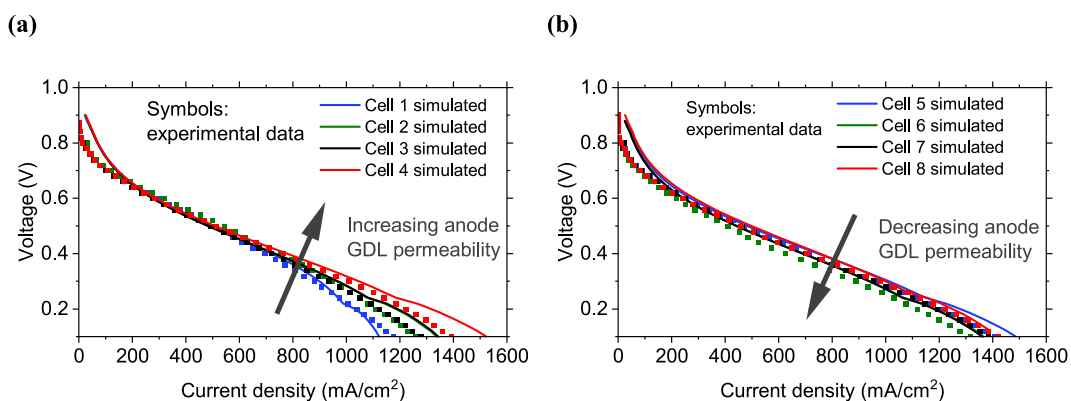 (a)
(b)
1.0
0.8
0.6
0.4
0.2
Voltage (V)
Symbols:
experimental data
Cell 1 simulated
Cell 2 simulated
Cell 3 simulated
Cell 4 simulated
Increasing anode
GDL permeability
0 200 400 600 800 1000 1200 1400 1600
Current density (mA/cm²)
1.0
0.8
0.6
0.4
0.2
Voltage (V)
Symbols:
experimental data
Cell 5 simulated
Cell 6 simulated
Cell 7 simulated
Cell 8 simulated
Decreasing anode
GDL permeability
0 200 400 600 800 1000 1200 1400 1600
Current density (mA/cm²)